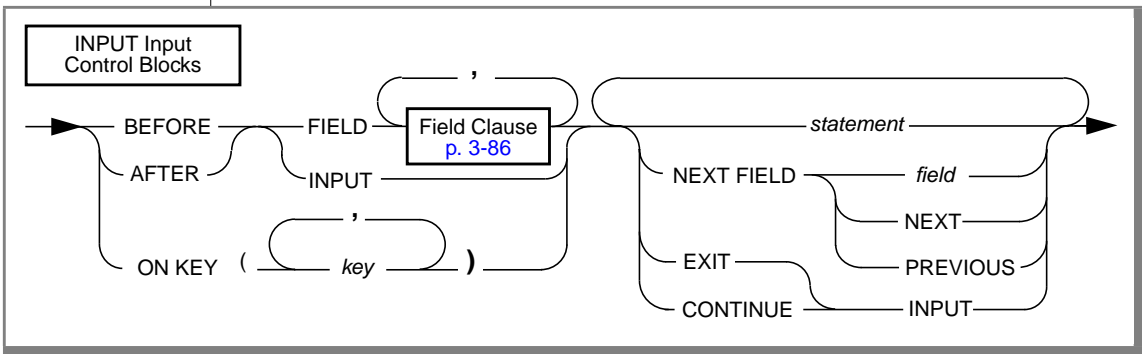 INPUT Input
Control Blocks
,
BEFORE FIELD Field Clause
p. 3-86
statement
AFTER INPUT
NEXT FIELD field
,
NEXT
ON KEY ( key )
EXIT PREVIOUS
CONTINUE INPUT